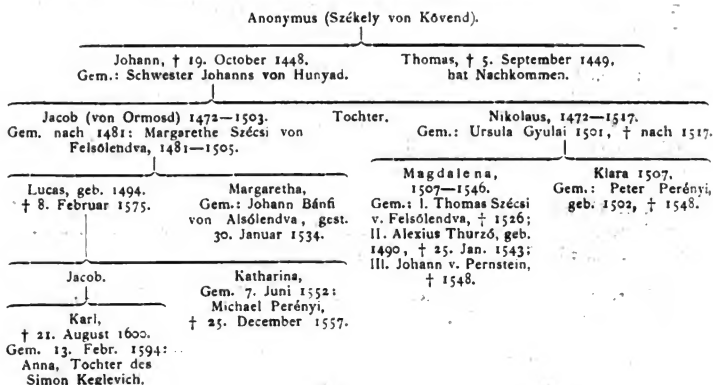 Anonymus (Székely von Kövend).
Johann, † 19. October 1448.
Gem.: Schwester Johanns von Hunyad.
Thomas, † 5. September 1449,
hat Nachkommen.
Jacob (von Ormosd) 1472—1503.
Gem. nach 1481: Margarethe Szécsi von
Felsőlendva, 1481—1505.
Tochter.
Nikolaus, 1472—1517.
Gem.: Ursula Gyulai 1501, † nach 1517.
Lucas, geb. 1494.
† 8. Februar 1575.
Margaretha,
Gem.: Johann Bánfi
von Alsólendva, gest.
30. Januar 1534.
Magdalena,
1507—1546.
Gem.: I. Thomas Szécsi
v. Felsőlendva, † 1526;
II. Alexius Thurzó, geb.
1490, † 25. Jan. 1543;
III. Johann v. Pernstein,
† 1548.
Klara 1507.
Gem.: Peter Perényi,
geb. 1502, † 1548.
Jacob.
Katharina,
Gem. 7. Juni 1552:
Michael Perényi,
† 25. December 1557.
Karl,
† 21. August 1600.
Gem. 13. Febr. 1594:
Anna, Tochter des
Simon Keglevich.